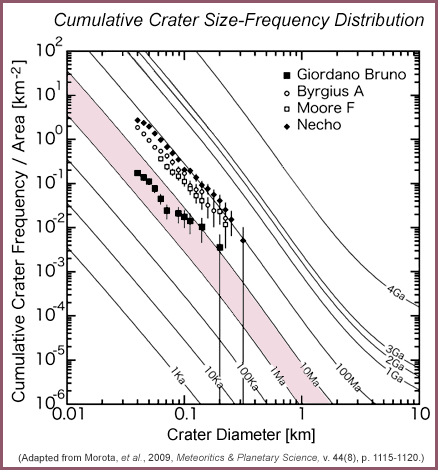 Cumulative Crater Size-Frequency Distribution
Cumulative Crater Frequency / Area [km-2]
10²
10¹
10⁰
10-1
10-2
10-3
10-4
10-5
10-6
Giordano Bruno
Byrgius A
Moore F
Necho
4Ga
3Ga
2Ga
1Ga
1Ka
10Ka
100Ka
1Ma
10Ma
100Ma
0.01
0.1
1
10
Crater Diameter [km]
(Adapted from Morota, et al., 2009, Meteoritics & Planetary Science, v. 44(8), p. 1115-1120.)